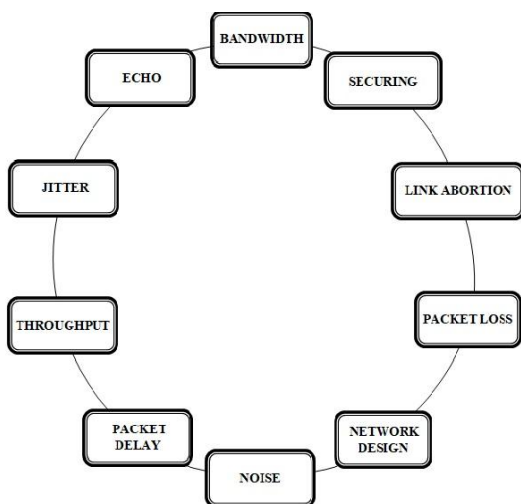 BANDWIDTH
SECURING
LINK ABORTION
PACKET LOSS
NETWORK
DESIGN
NOISE
PACKET
DELAY
THROUGHPUT
JITTER
ECHO